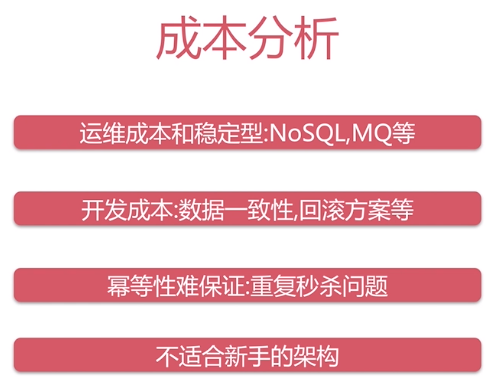 成本分析
运维成本和稳定型:NoSQL,MQ等
开发成本:数据一致性,回滚方案等
幂等性难保证:重复秒杀问题
不适合新手的架构